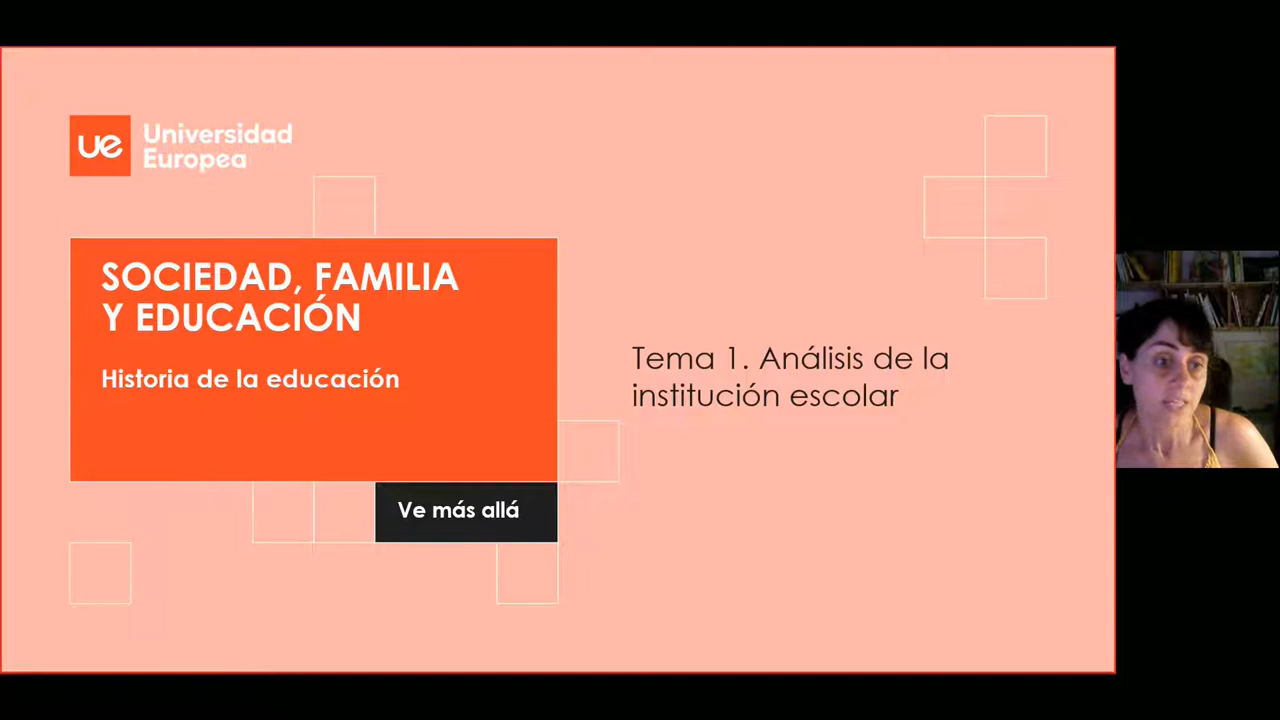 ue
Universidad
Europea
SOCIEDAD, FAMILIA
Y EDUCACIÓN
Historia de la educación
Tema 1. Análisis de la
institución escolar
Ve más allá